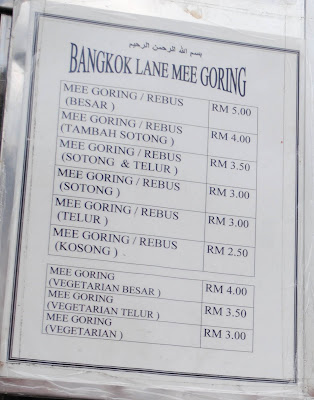 بسم الله الرحمن الرحيم
BANGKOK LANE MEE GORING
MEE GORING / REBUS
(BESAR ) RM 5.00
MEE GORING / REBUS
(TAMBAH SOTONG ) RM 4.00
MEE GORING / REBUS
(SOTONG & TELUR ) RM 3.50
MEE GORING / REBUS
(SOTONG ) RM 3.00
MEE GORING / REBUS
(TELUR ) RM 3.00
MEE GORING / REBUS
(KOSONG ) RM 2.50
MEE GORING
(VEGETARIAN BESAR ) RM 4.00
MEE GORING
(VEGETARIAN TELUR ) RM 3.50
MEE GORING
(VEGETARIAN ) RM 3.00